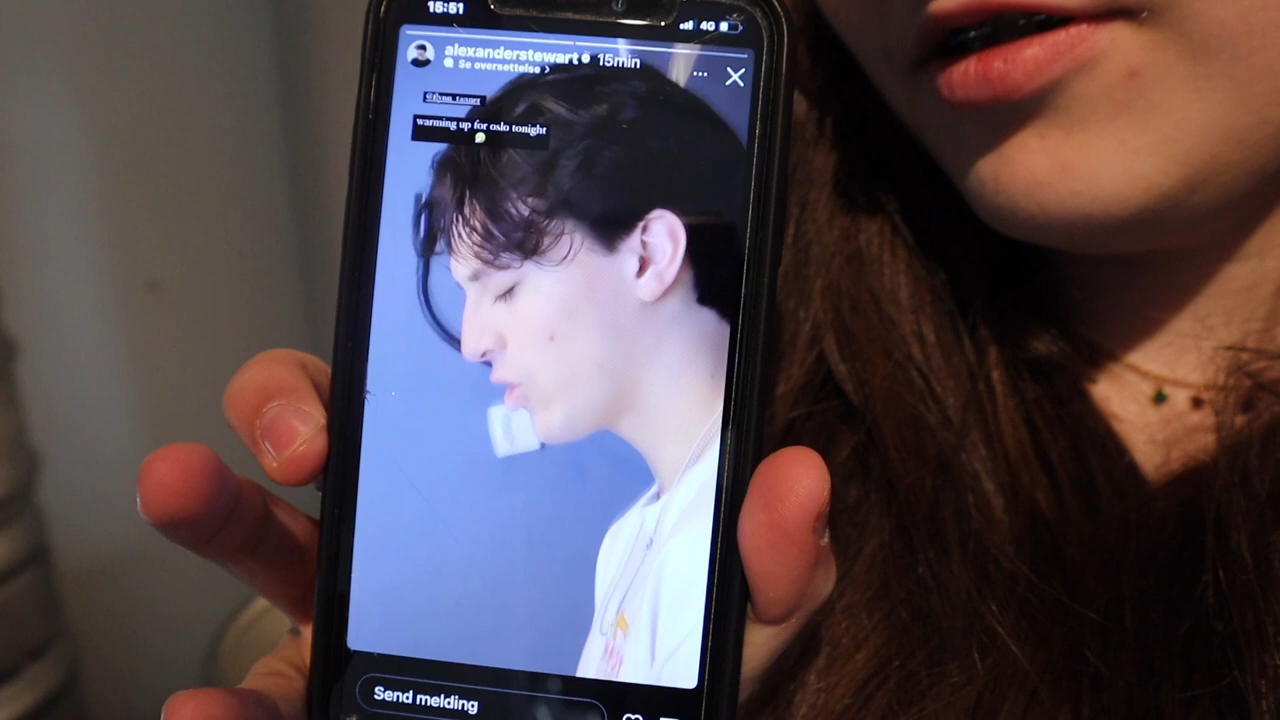 15:51
4G
alexanderstewart 15min
Se oversettelse >
warming up for oslo tonight
Send melding